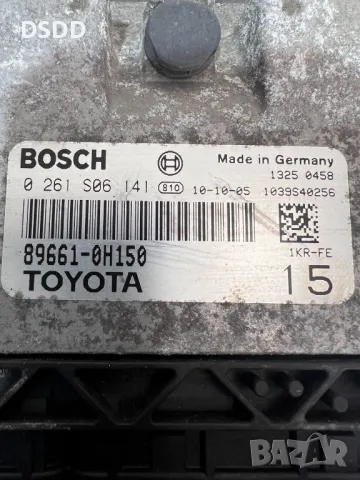 DSDD
BOSCH
Made in Germany
1325 0458
0 261 S06 141 810 10-10-05 1039S40256
89661-0H150
1KR-FE
TOYOTA
15
BAZAR